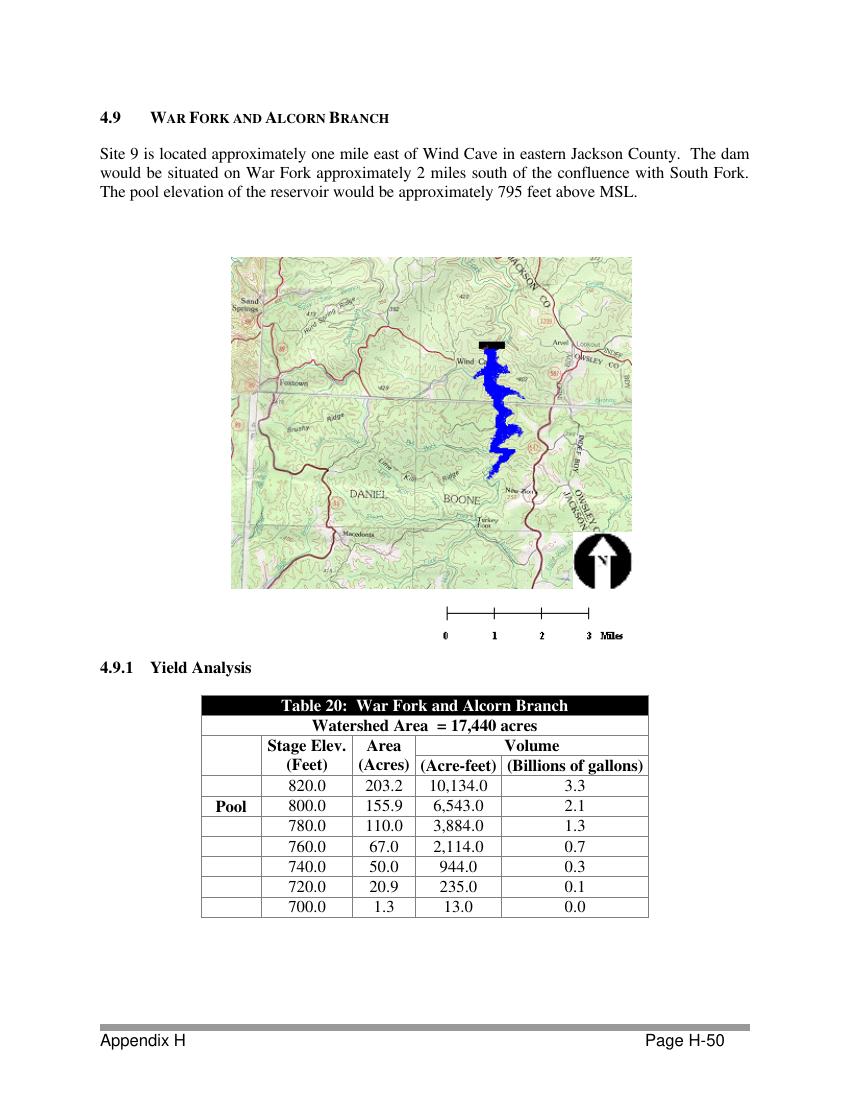 4.9 WAR FORK AND ALCORN BRANCH
Site 9 is located approximately one mile east of Wind Cave in eastern Jackson County. The dam
would be situated on War Fork approximately 2 miles south of the confluence with South Fork.
The pool elevation of the reservoir would be approximately 795 feet above MSL.
JACKSON CO
Sand
Springs
Hurd Spring Ridge
Arvel
Lookout
OWSLEY CO
Wind
Foxtown
Brushy Ridge
Lime Kiln Ridge
DANIEL BOONE
New Zion
OWSLEY C
JACKSON
Turkey
Foot
Macedonia
N
0 1 2 3 Miles
4.9.1 Yield Analysis
Table 20: War Fork and Alcorn Branch
Watershed Area = 17,440 acres
Stage Elev. Area Volume
(Feet) (Acres) (Acre-feet) (Billions of gallons)
820.0 203.2 10,134.0 3.3
Pool 800.0 155.9 6,543.0 2.1
780.0 110.0 3,884.0 1.3
760.0 67.0 2,114.0 0.7
740.0 50.0 944.0 0.3
720.0 20.9 235.0 0.1
700.0 1.3 13.0 0.0
Appendix H Page H-50